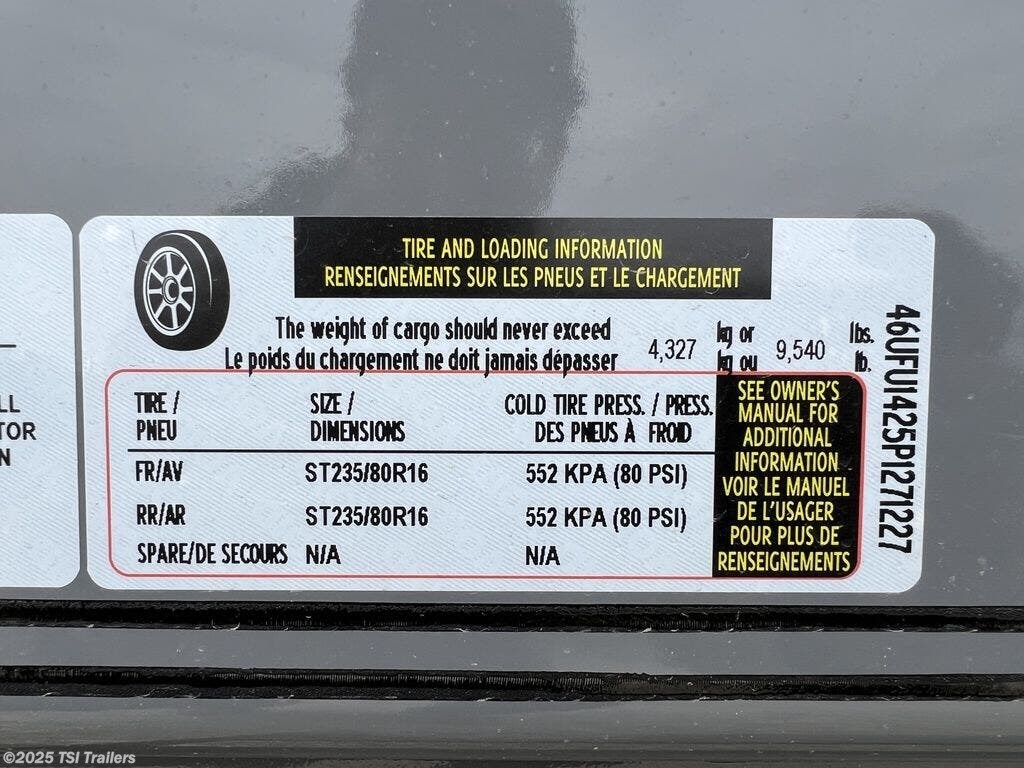 TIRE AND LOADING INFORMATION
RENSEIGNEMENTS SUR LES PNEUS ET LE CHARGEMENT
The weight of cargo should never exceed
Le poids du chargement ne doit jamais dépasser
4,327
kg or
kg ou
9,540
lbs.
lb.
TIRE /
PNEU
SIZE /
DIMENSIONS
COLD TIRE PRESS. / PRESS.
DES PNEUS À FROID
FR/AV ST235/80R16 552 KPA (80 PSI)
RR/AR ST235/80R16 552 KPA (80 PSI)
SPARE/DE SECOURS N/A N/A
SEE OWNER'S
MANUAL FOR
ADDITIONAL
INFORMATION
VOIR LE MANUEL
DE L'USAGER
POUR PLUS DE
RENSEIGNEMENTS
46UFU1425P1271227
LL
TOR
N
©2025 TSI Trailers